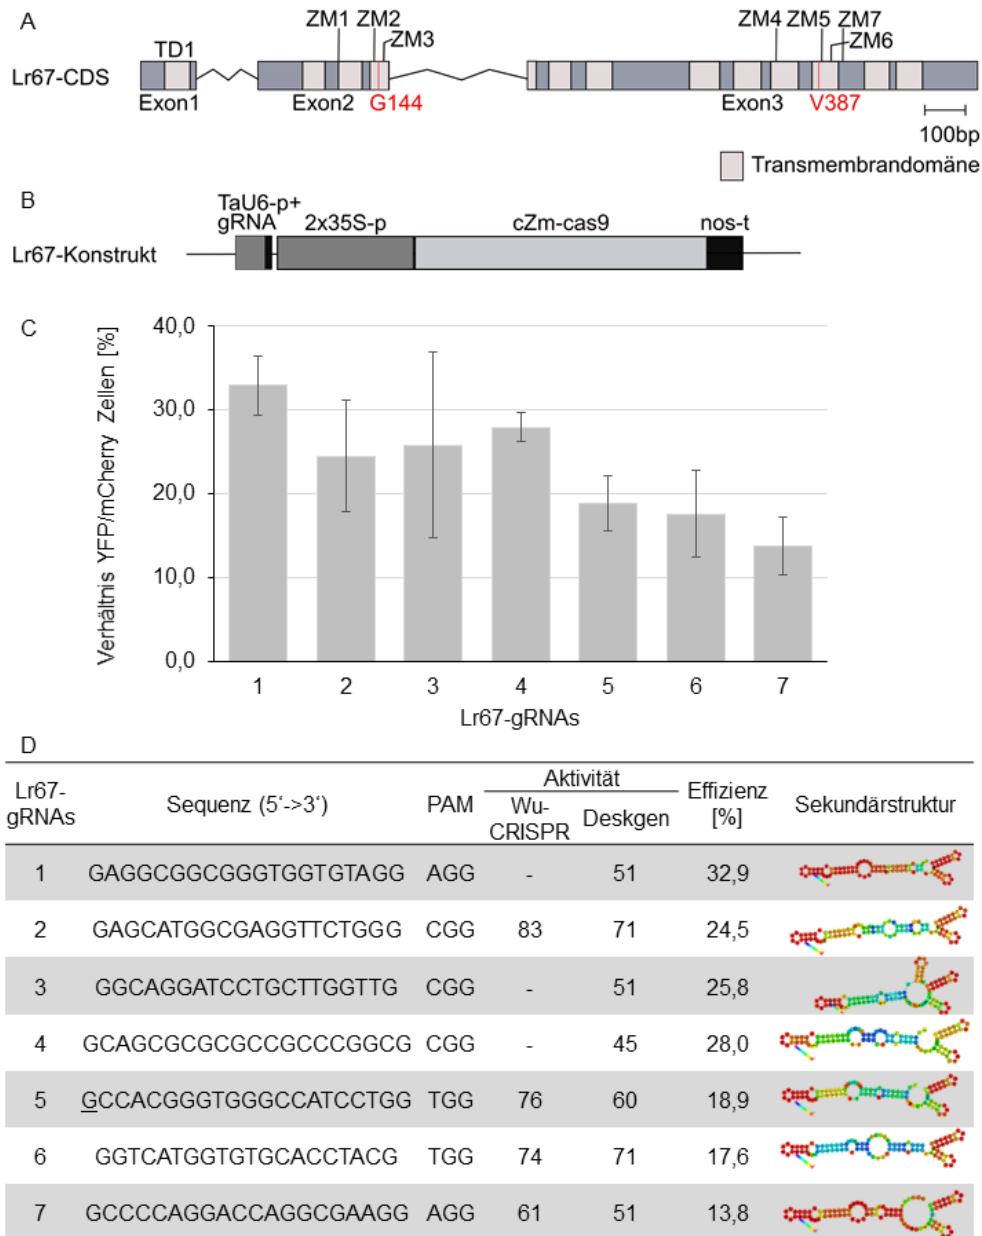 A
ZM1 ZM2 ZM4 ZM5 ZM7
TD1 ZM3 ZM6
Lr67-CDS
Exon1 Exon2 G144 Exon3 V387
100bp
Transmembrandomäne
B
TaU6-p+
gRNA 2x35S-p cZm-cas9 nos-t
Lr67-Konstrukt
C
Verhältnis YFP/mCherry Zellen [%]
40,0
30,0
20,0
10,0
0,0
1 2 3 4 5 6 7
Lr67-gRNAs
D
Lr67-gRNAs Sequenz (5‘->3‘) PAM Aktivität Effizienz [%] Sekundärstruktur
Wu-CRISPR Deskgen
1 GAGGCGGCGGGTGGTGTAGG AGG - 51 32,9
2 GAGCATGGCGAGGTTCTGGG CGG 83 71 24,5
3 GGCAGGATCCTGCTTGGTTG CGG - 51 25,8
4 GCAGCGCGCGCCGCCCGGCG CGG - 45 28,0
5 GCCACGGGTGGGCCATCCTGG TGG 76 60 18,9
6 GGTCATGGTGTGCACCTACG TGG 74 71 17,6
7 GCCCCAGGACCAGGCGAAGG AGG 61 51 13,8